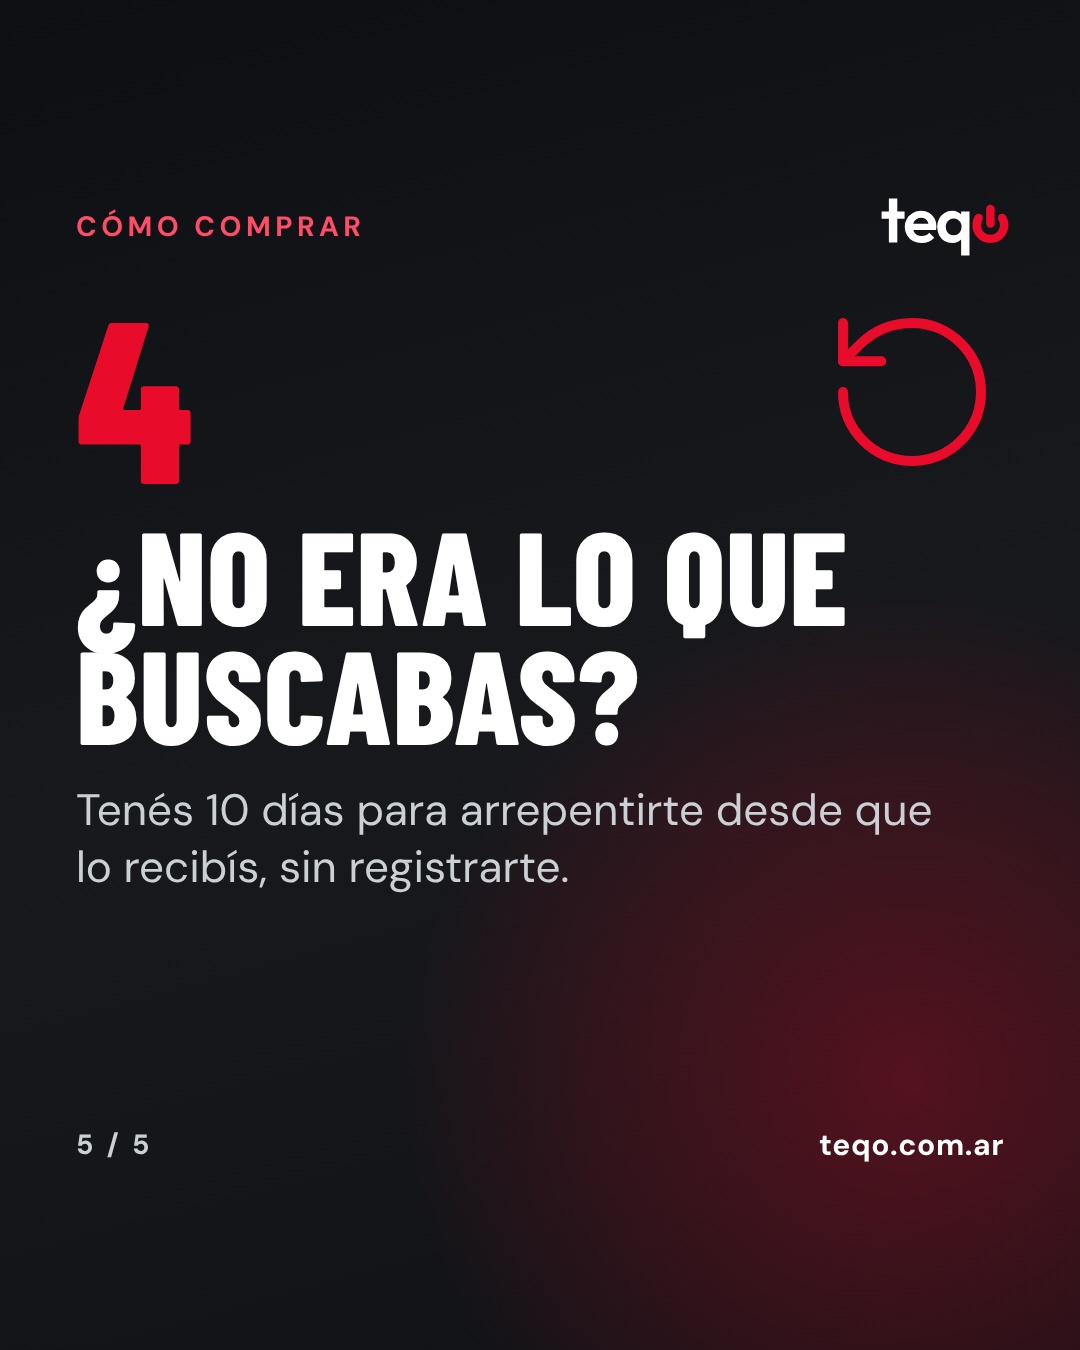 CÓMO COMPRAR
teqo
4
¿NO ERA LO QUE
BUSCABAS?
Tenés 10 días para arrepentirte desde que
lo recibís, sin registrarte.
5 / 5
teqo.com.ar